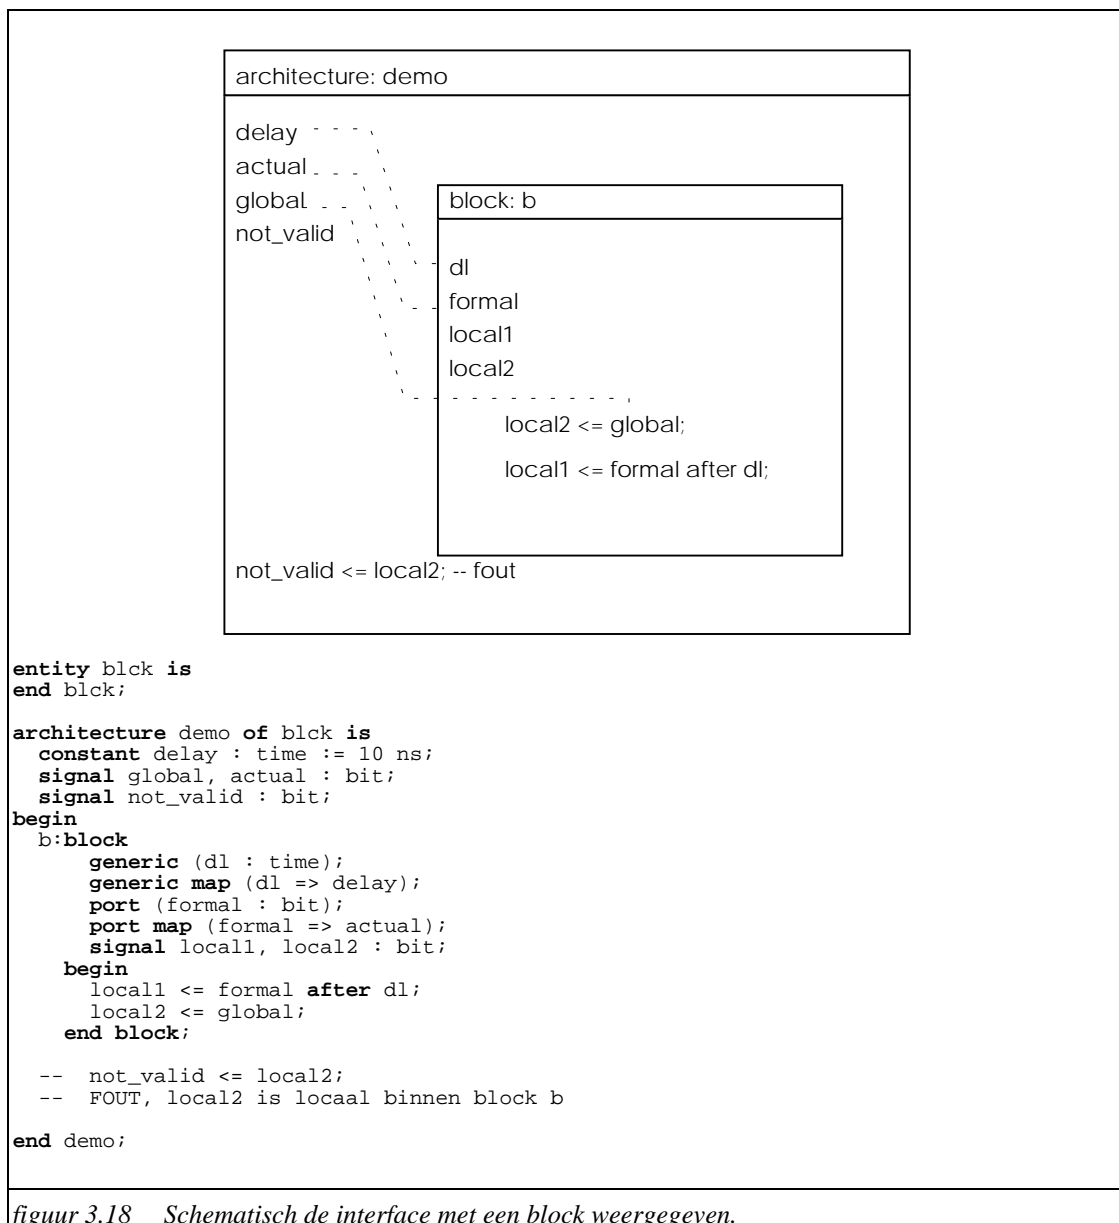 architecture: demo
delay
actual
global
not_valid
block: b
dl
formal
local1
local2
local2 <= global;
local1 <= formal after dl;
not_valid <= local2; -- fout
entity blck is
end blck;
architecture demo of blck is
constant delay : time := 10 ns;
signal global, actual : bit;
signal not_valid : bit;
begin
b:block
generic (dl : time);
generic map (dl => delay);
port (formal : bit);
port map (formal => actual);
signal local1, local2 : bit;
begin
local1 <= formal after dl;
local2 <= global;
end block;
-- not_valid <= local2;
-- FOUT, local2 is locaal binnen block b
end demo;
figuur 3.18 Schematisch de interface met een block weergegeven.